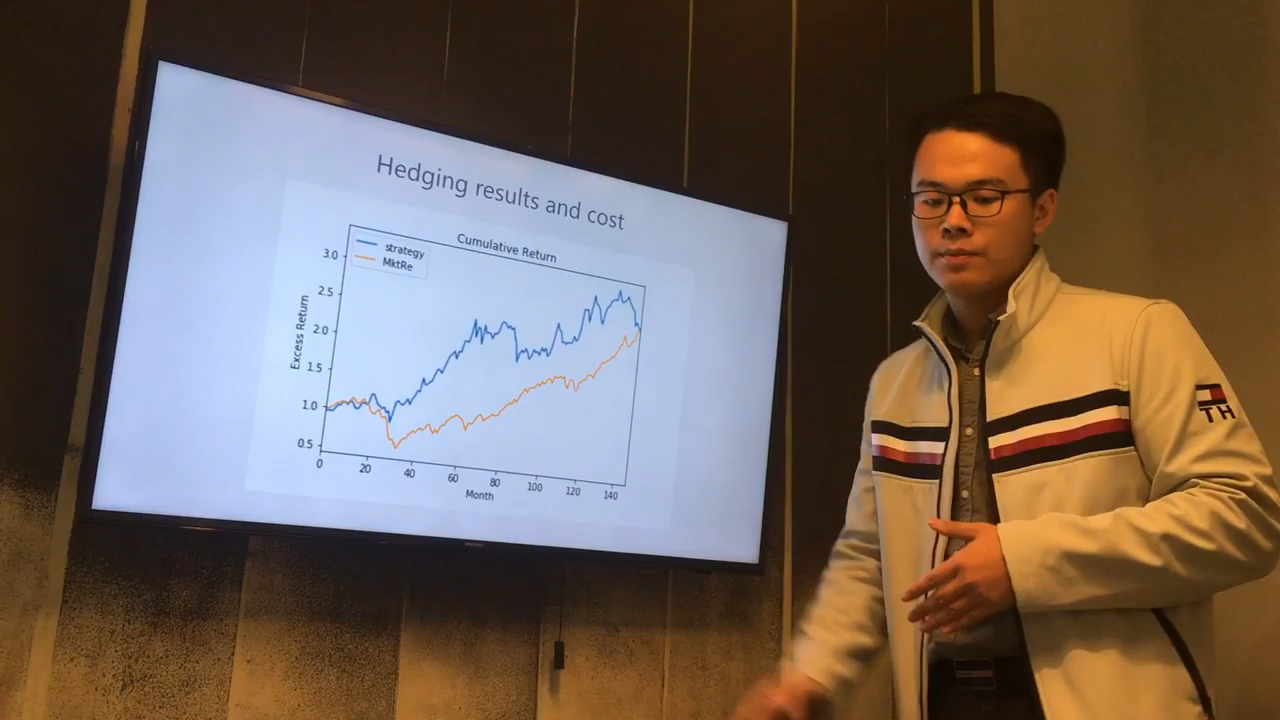 Hedging results and cost
Cumulative Return
strategy
MktRe
Excess Return
3.0
2.5
2.0
1.5
1.0
0.5
0 20 40 60 80 100 120 140
Month
TH